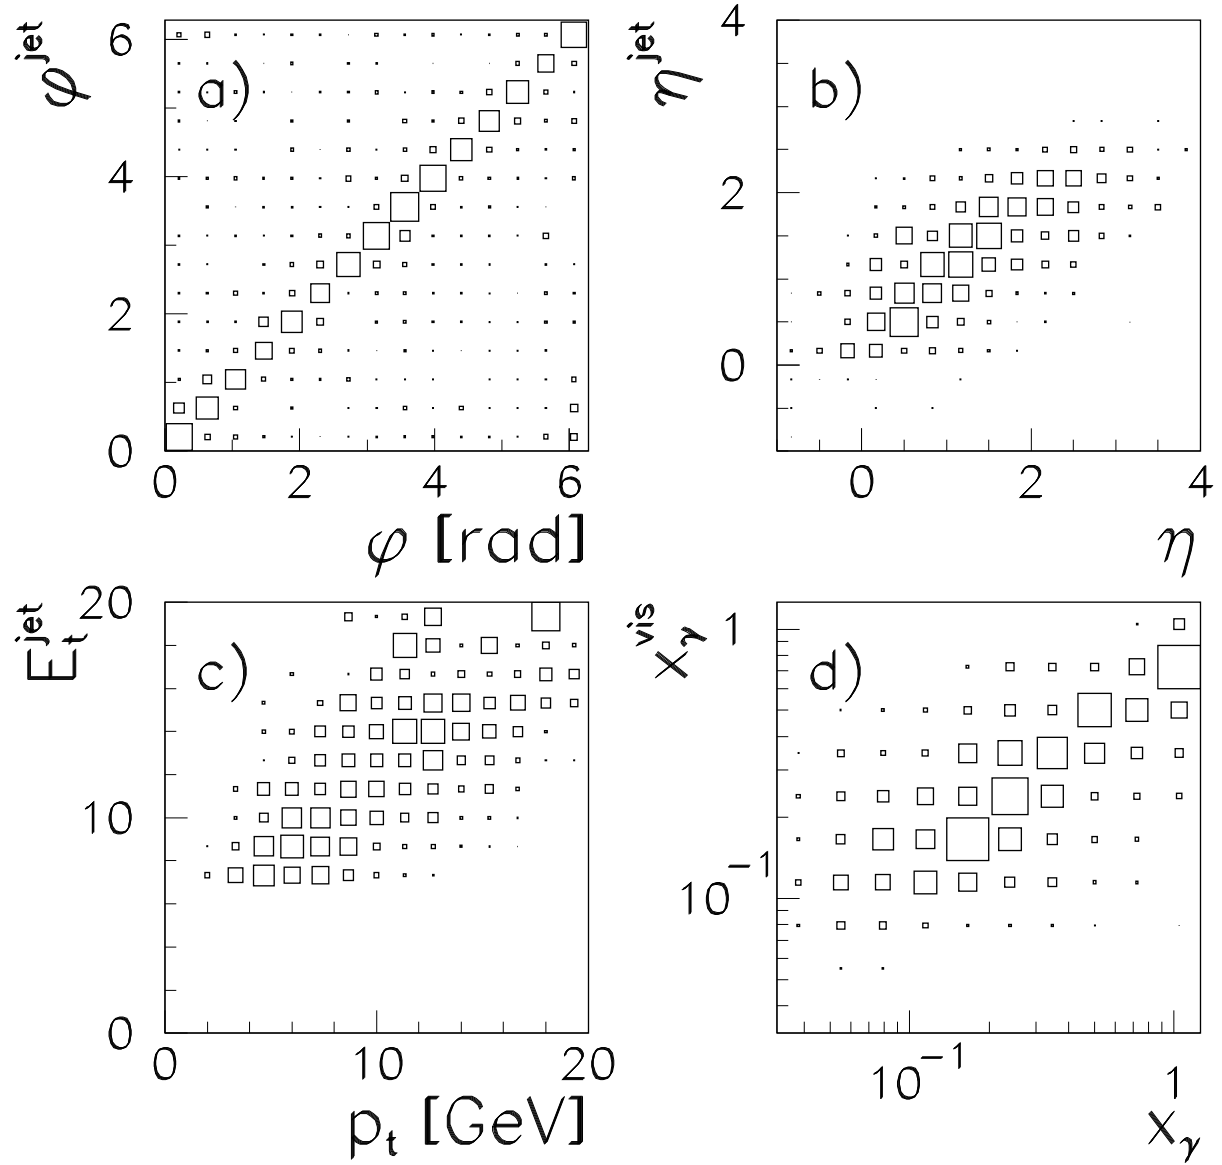 φ^jet
6
4
2
0
a)
0 2 4 6
φ [rad]
η^jet
4
2
0
b)
0 2 4
η
E_t^jet
20
10
0
c)
0 10 20
p_t [GeV]
x_γ^vis
1
10^-1
d)
10^-1 1
x_γ